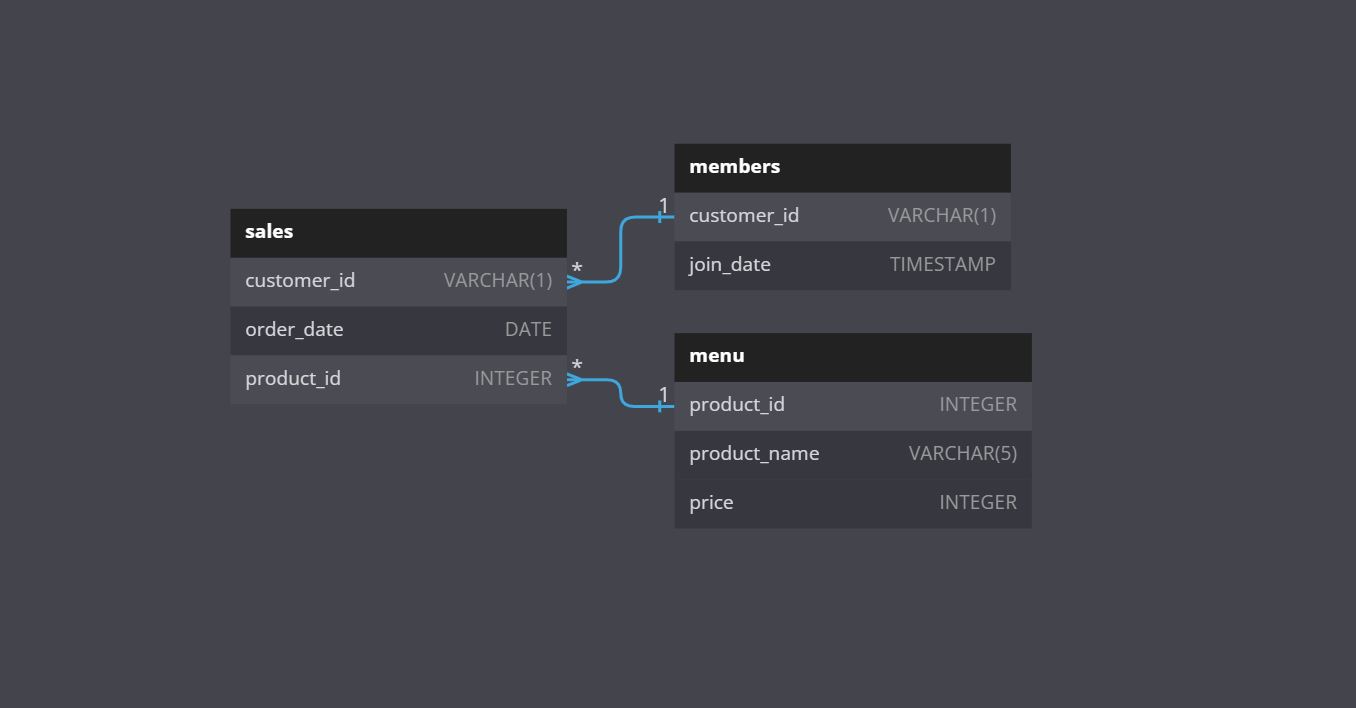 sales
customer_id VARCHAR(1)
order_date DATE
product_id INTEGER
*
*
1
1
members
customer_id VARCHAR(1)
join_date TIMESTAMP
menu
product_id INTEGER
product_name VARCHAR(5)
price INTEGER